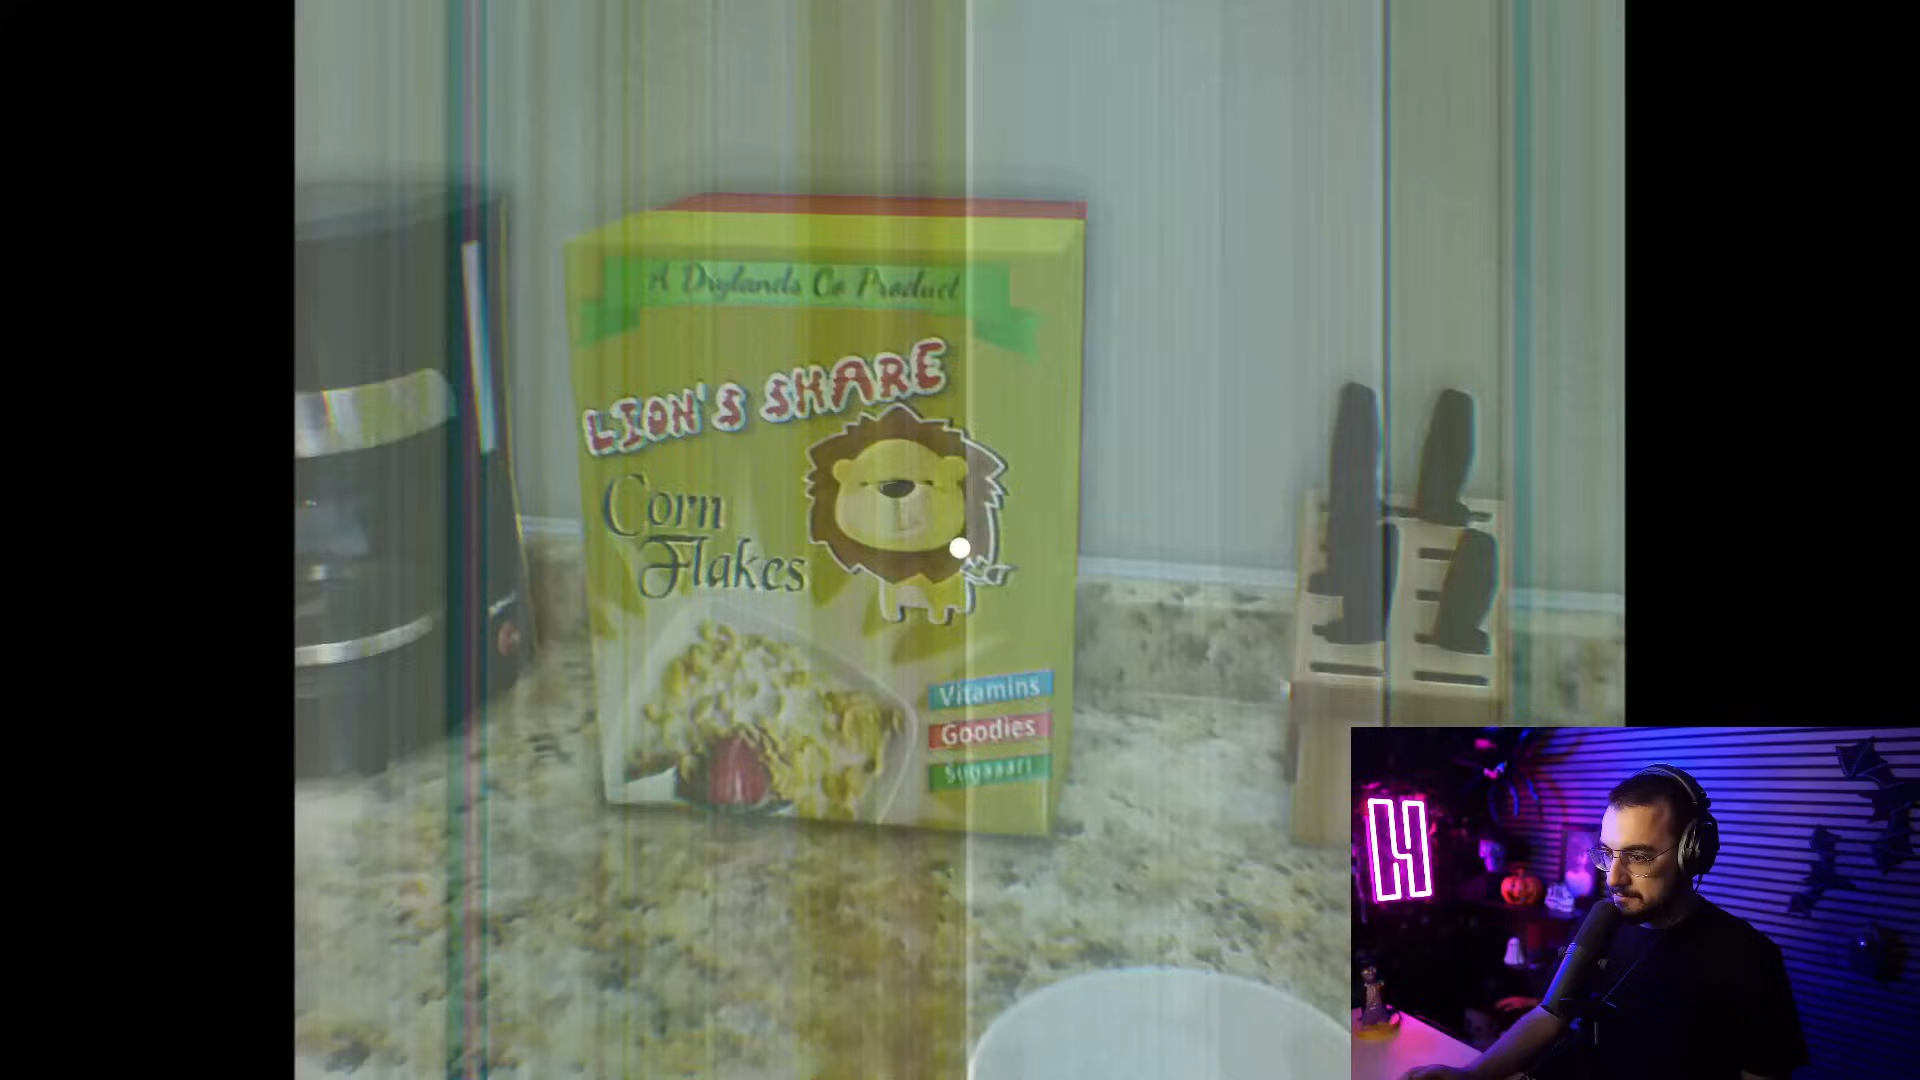 A Drylands Co Product
LION'S SHARE
Corn
Flakes
Vitamins
Goodies
Sugaaar!